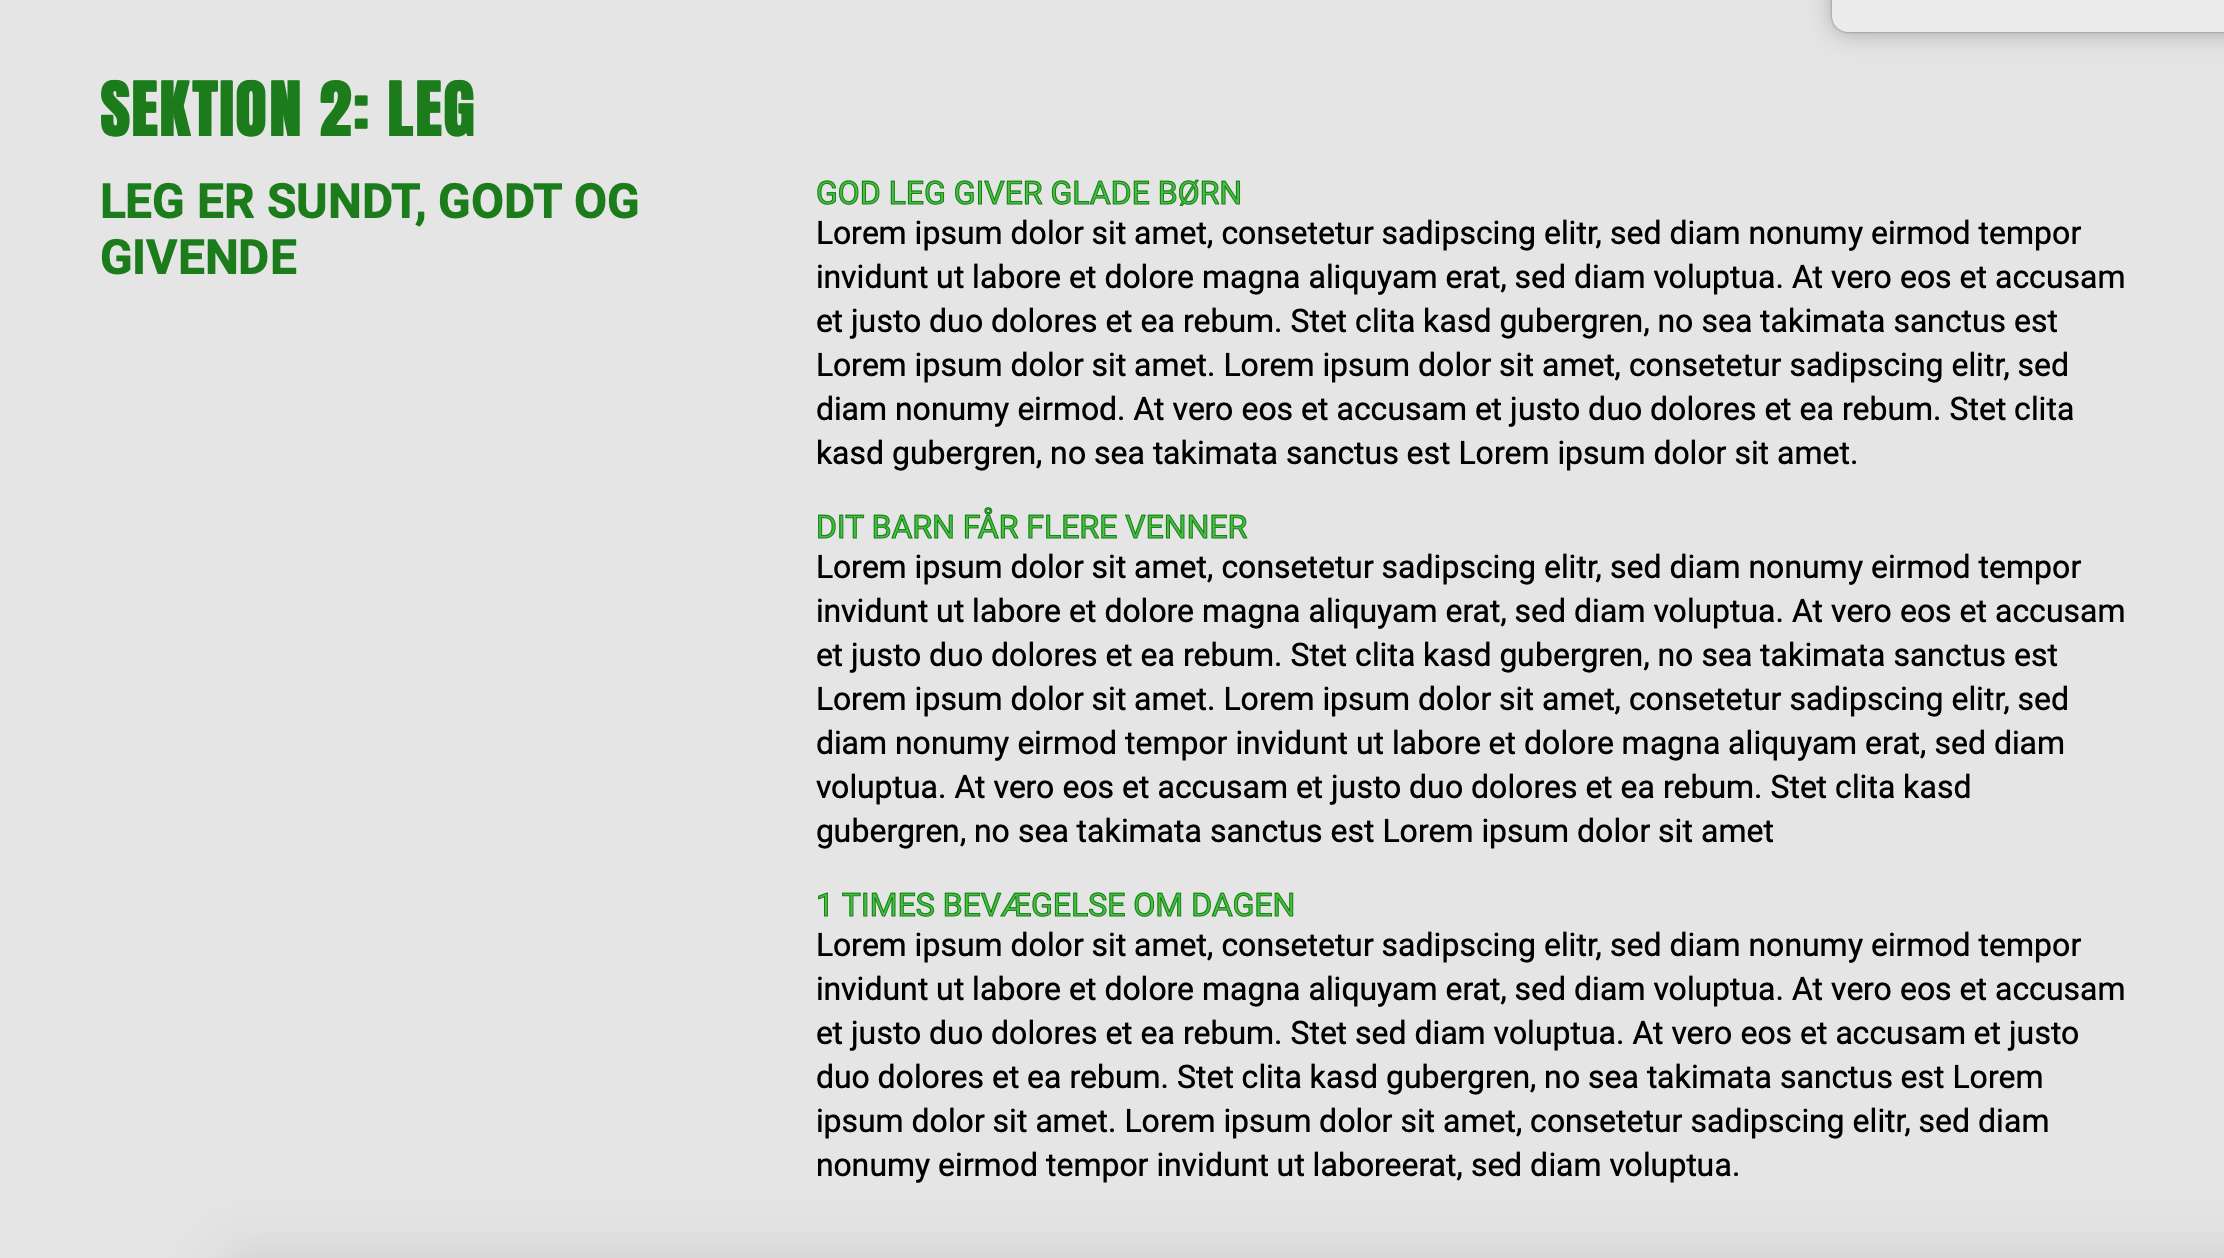 SEKTION 2: LEG
LEG ER SUNDT, GODT OG
GIVENDE
GOD LEG GIVER GLADE BØRN
Lorem ipsum dolor sit amet, consetetur sadipscing elitr, sed diam nonumy eirmod tempor
invidunt ut labore et dolore magna aliquyam erat, sed diam voluptua. At vero eos et accusam
et justo duo dolores et ea rebum. Stet clita kasd gubergren, no sea takimata sanctus est
Lorem ipsum dolor sit amet. Lorem ipsum dolor sit amet, consetetur sadipscing elitr, sed
diam nonumy eirmod. At vero eos et accusam et justo duo dolores et ea rebum. Stet clita
kasd gubergren, no sea takimata sanctus est Lorem ipsum dolor sit amet.
DIT BARN FÅR FLERE VENNER
Lorem ipsum dolor sit amet, consetetur sadipscing elitr, sed diam nonumy eirmod tempor
invidunt ut labore et dolore magna aliquyam erat, sed diam voluptua. At vero eos et accusam
et justo duo dolores et ea rebum. Stet clita kasd gubergren, no sea takimata sanctus est
Lorem ipsum dolor sit amet. Lorem ipsum dolor sit amet, consetetur sadipscing elitr, sed
diam nonumy eirmod tempor invidunt ut labore et dolore magna aliquyam erat, sed diam
voluptua. At vero eos et accusam et justo duo dolores et ea rebum. Stet clita kasd
gubergren, no sea takimata sanctus est Lorem ipsum dolor sit amet
1 TIMES BEVÆGELSE OM DAGEN
Lorem ipsum dolor sit amet, consetetur sadipscing elitr, sed diam nonumy eirmod tempor
invidunt ut labore et dolore magna aliquyam erat, sed diam voluptua. At vero eos et accusam
et justo duo dolores et ea rebum. Stet sed diam voluptua. At vero eos et accusam et justo
duo dolores et ea rebum. Stet clita kasd gubergren, no sea takimata sanctus est Lorem
ipsum dolor sit amet. Lorem ipsum dolor sit amet, consetetur sadipscing elitr, sed diam
nonumy eirmod tempor invidunt ut laboreerat, sed diam voluptua.